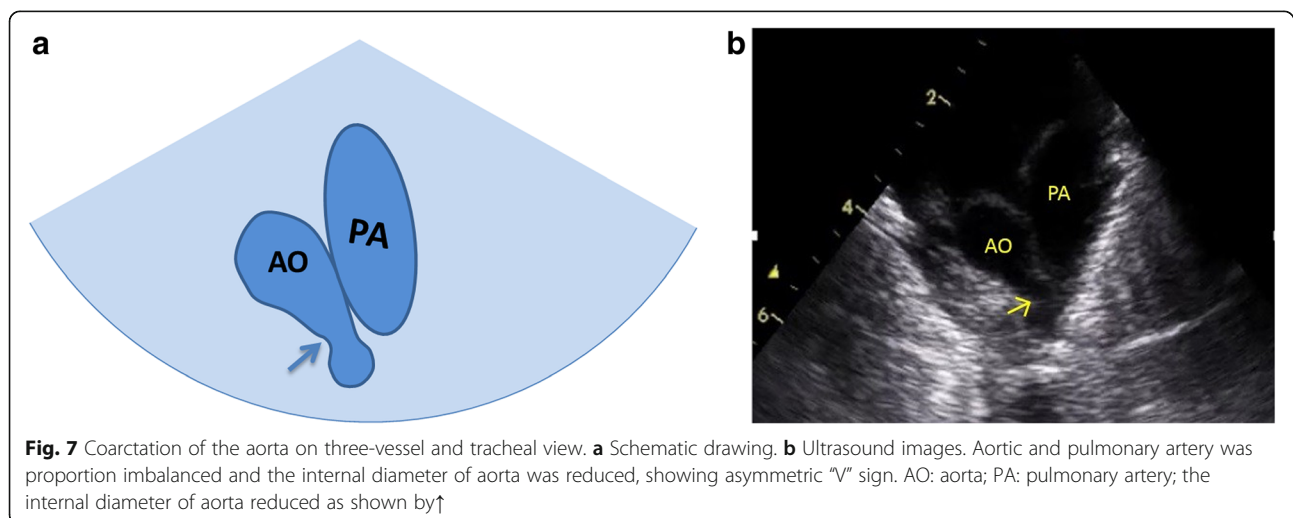 a
b
AO
PA
2
4
6
AO
PA
Fig. 7 Coarctation of the aorta on three-vessel and tracheal view. a Schematic drawing. b Ultrasound images. Aortic and pulmonary artery was
proportion imbalanced and the internal diameter of aorta was reduced, showing asymmetric “V” sign. AO: aorta; PA: pulmonary artery; the
internal diameter of aorta reduced as shown by↑